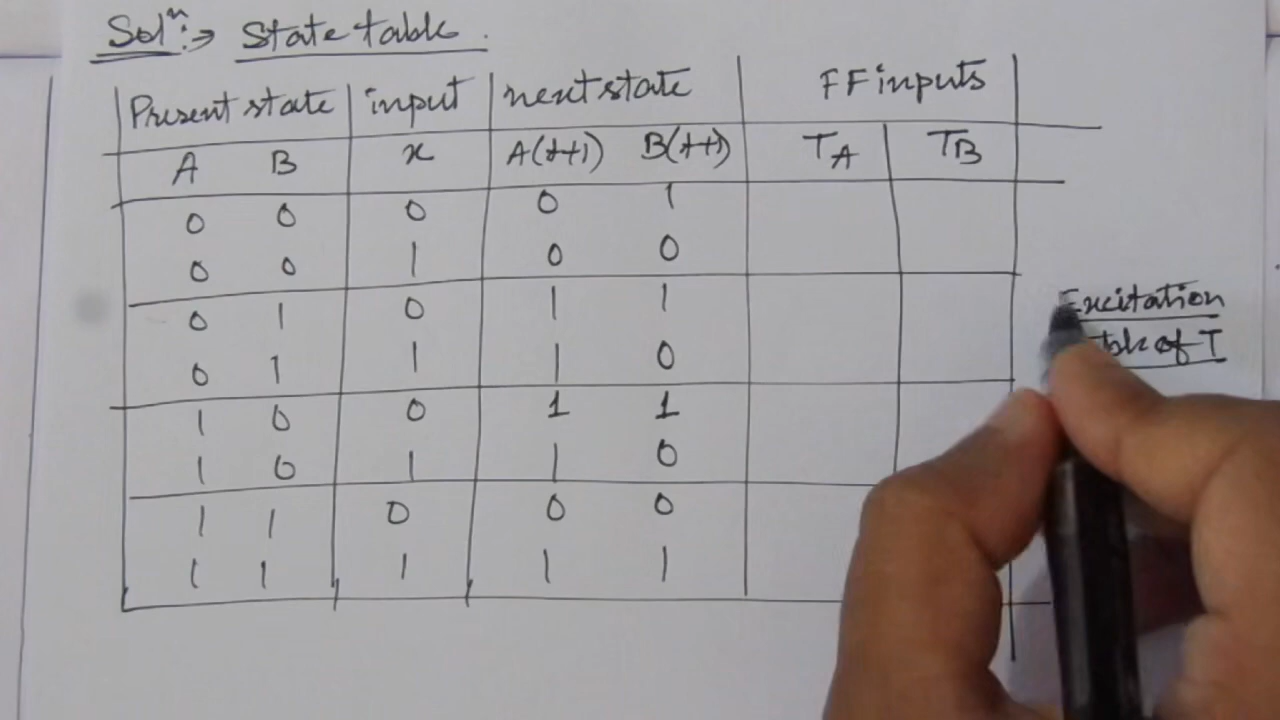 Solⁿ:→ State table.
Present state input next state FF inputs
A B x A(t+1) B(t+1) TA TB
0 0 0 0 1
0 0 1 0 0
0 1 0 1 1
0 1 1 1 0
1 0 0 1 1
1 0 1 1 0
1 1 0 0 0
1 1 1 1 1
Excitation
of T